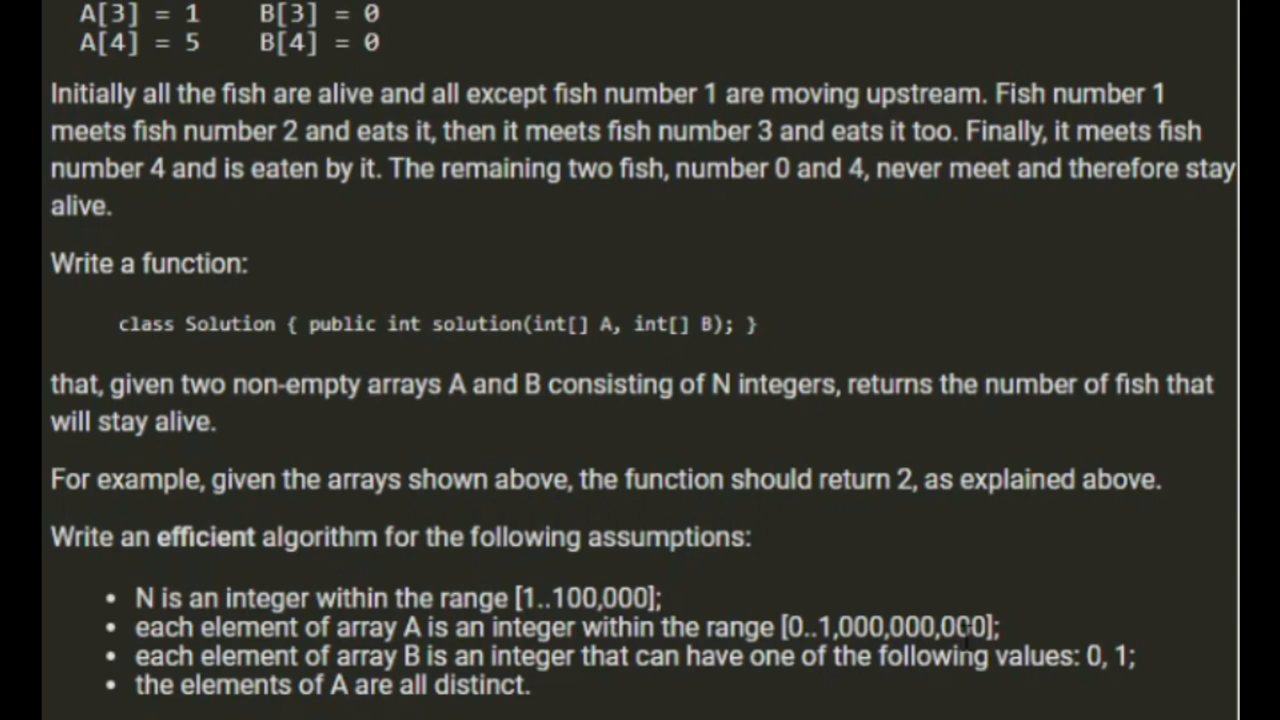 A[3] = 1    B[3] = 0
A[4] = 5    B[4] = 0
Initially all the fish are alive and all except fish number 1 are moving upstream. Fish number 1
meets fish number 2 and eats it, then it meets fish number 3 and eats it too. Finally, it meets fish
number 4 and is eaten by it. The remaining two fish, number 0 and 4, never meet and therefore stay
alive.
Write a function:
class Solution { public int solution(int[] A, int[] B); }
that, given two non-empty arrays A and B consisting of N integers, returns the number of fish that
will stay alive.
For example, given the arrays shown above, the function should return 2, as explained above.
Write an efficient algorithm for the following assumptions:
• N is an integer within the range [1..100,000];
• each element of array A is an integer within the range [0..1,000,000,000];
• each element of array B is an integer that can have one of the following values: 0, 1;
• the elements of A are all distinct.